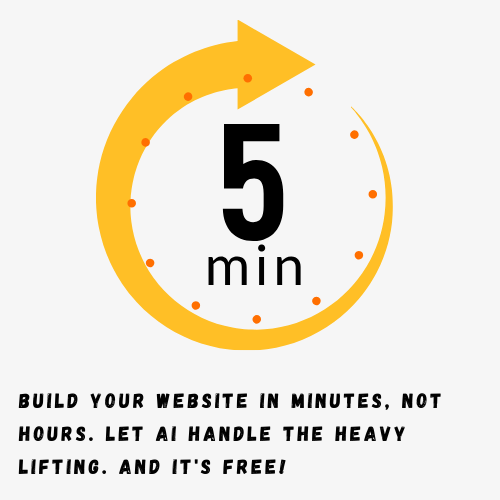 5
min
BUILD YOUR WEBSITE IN MINUTES, NOT
HOURS. LET AI HANDLE THE HEAVY
LIFTING. AND IT'S FREE!